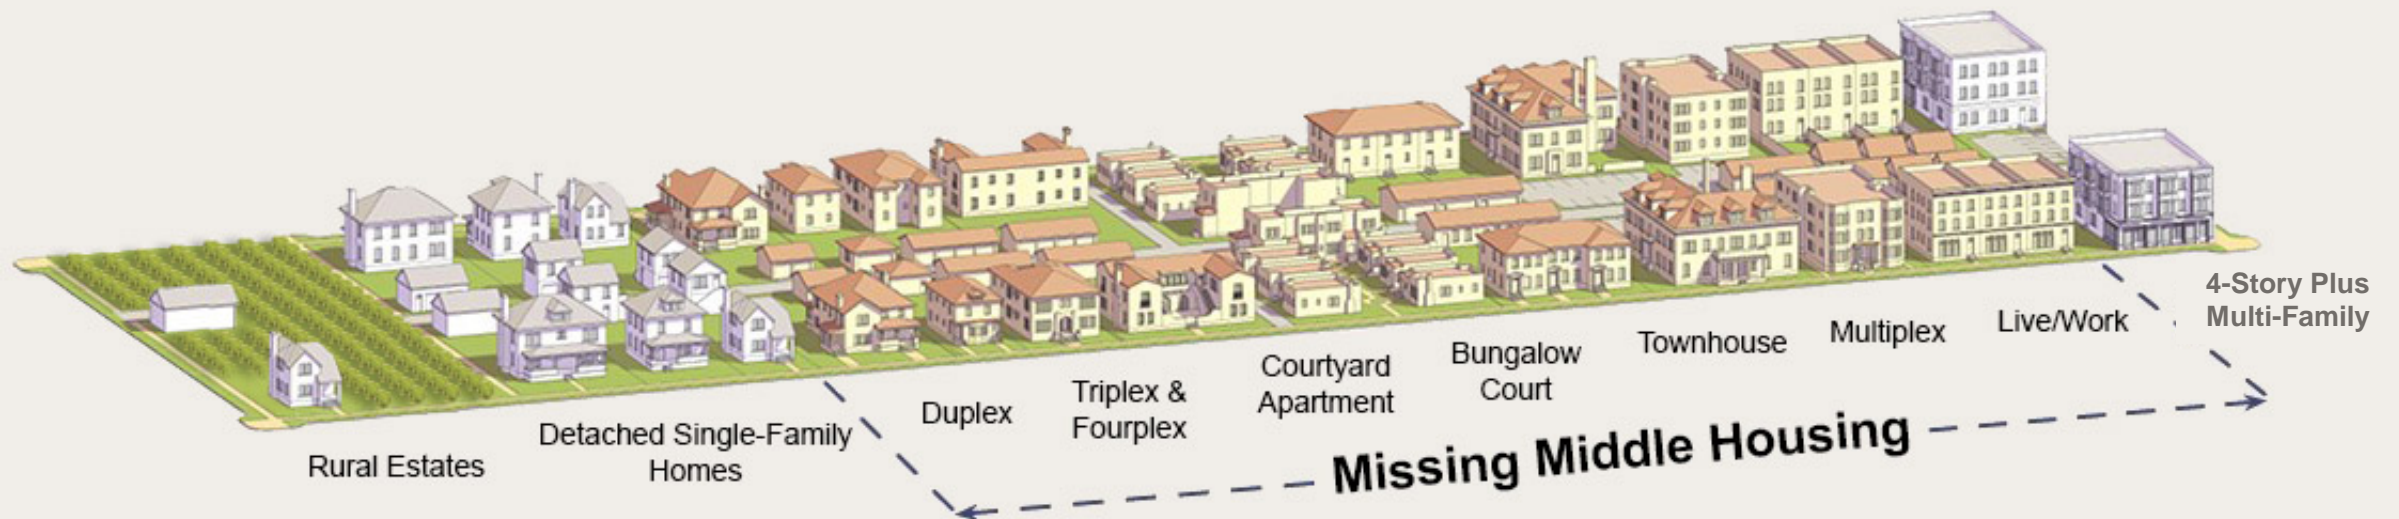 Rural Estates
Detached Single-Family
Homes
Duplex
Triplex &
Fourplex
Courtyard
Apartment
Bungalow
Court
Townhouse
Multiplex
Live/Work
4-Story Plus
Multi-Family
Missing Middle Housing